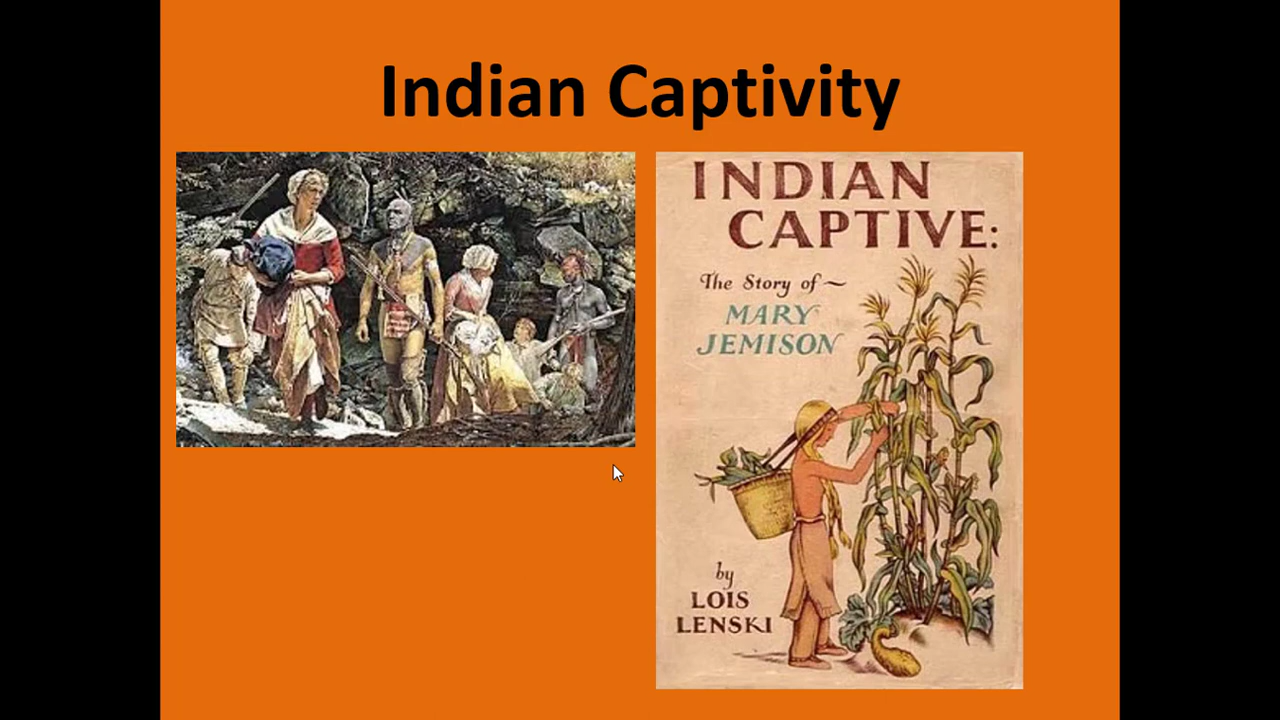 Indian Captivity
INDIAN
CAPTIVE:
The Story of ~
MARY
JEMISON
by
LOIS
LENSKI